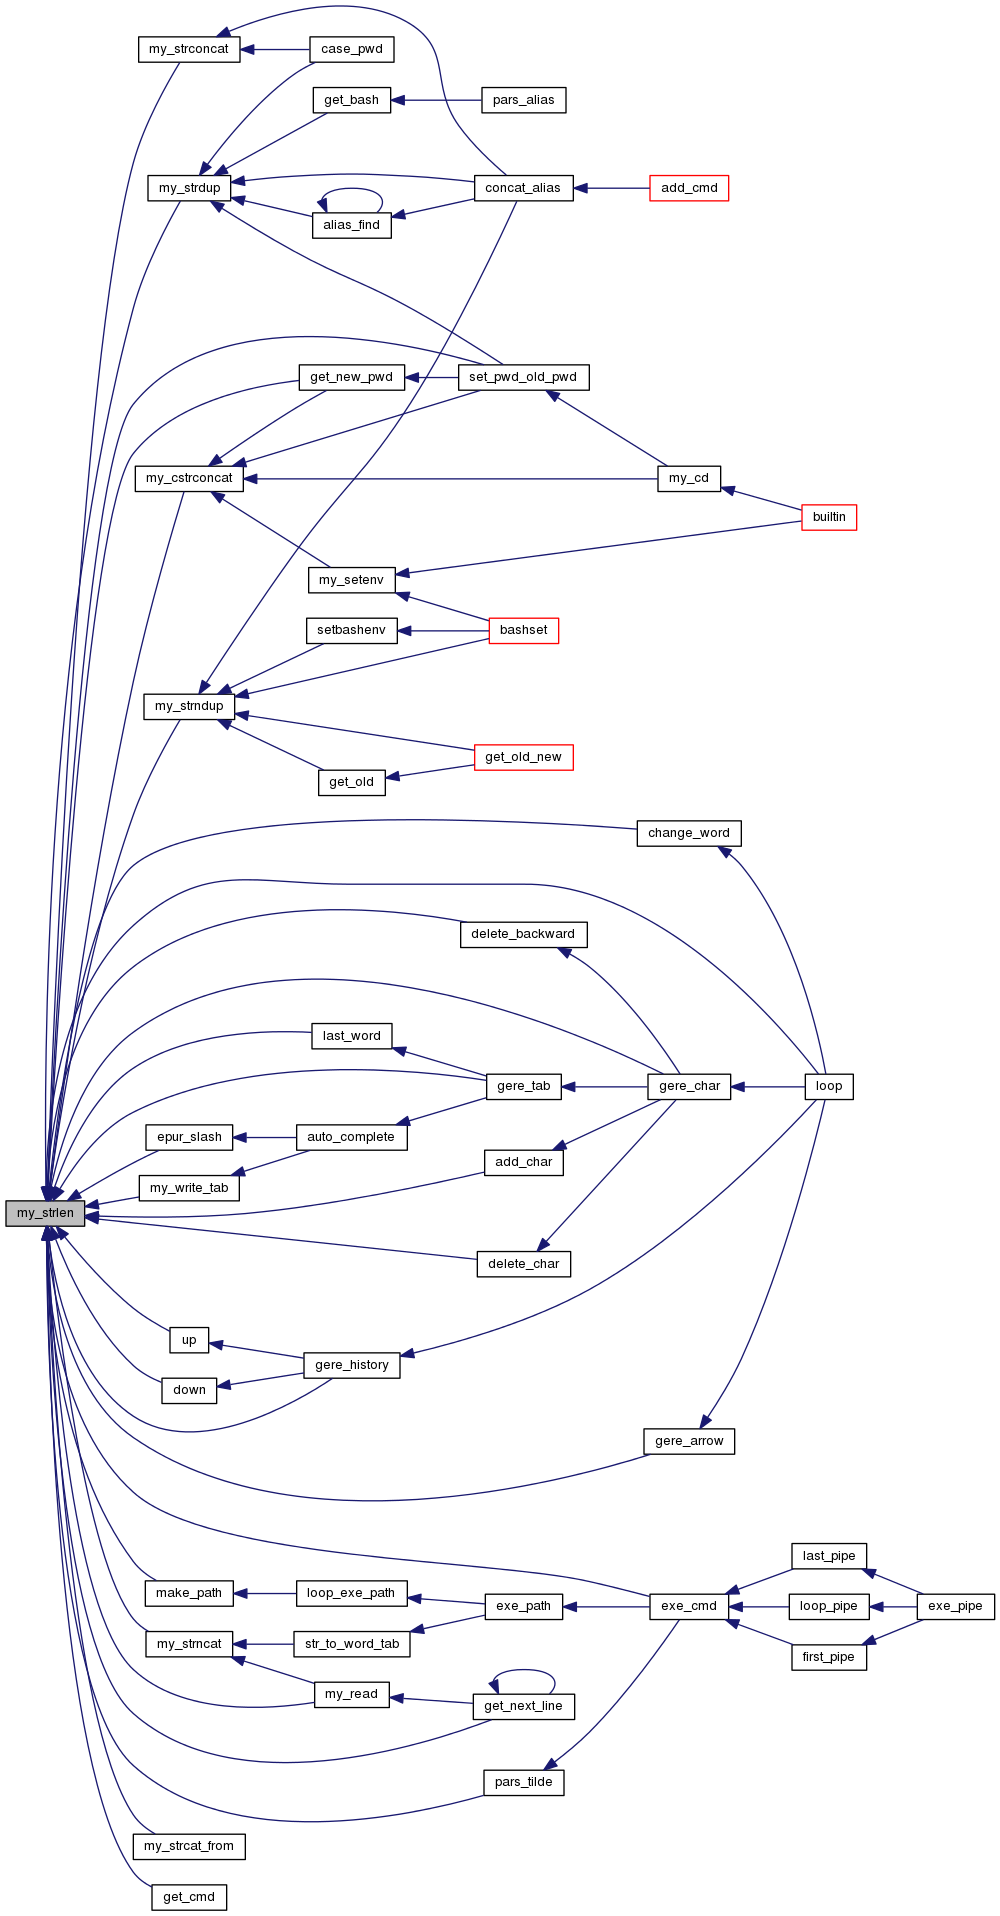 my_strconcat
case_pwd
get_bash
pars_alias
my_strdup
concat_alias
add_cmd
alias_find
get_new_pwd
set_pwd_old_pwd
my_cstrconcat
my_cd
builtin
my_setenv
setbashenv
bashset
my_strndup
get_old_new
get_old
change_word
delete_backward
last_word
gere_tab
gere_char
loop
epur_slash
auto_complete
add_char
my_write_tab
my_strlen
delete_char
up
gere_history
down
gere_arrow
last_pipe
make_path
loop_exe_path
exe_path
exe_cmd
loop_pipe
exe_pipe
my_strncat
str_to_word_tab
first_pipe
my_read
get_next_line
pars_tilde
my_strcat_from
get_cmd